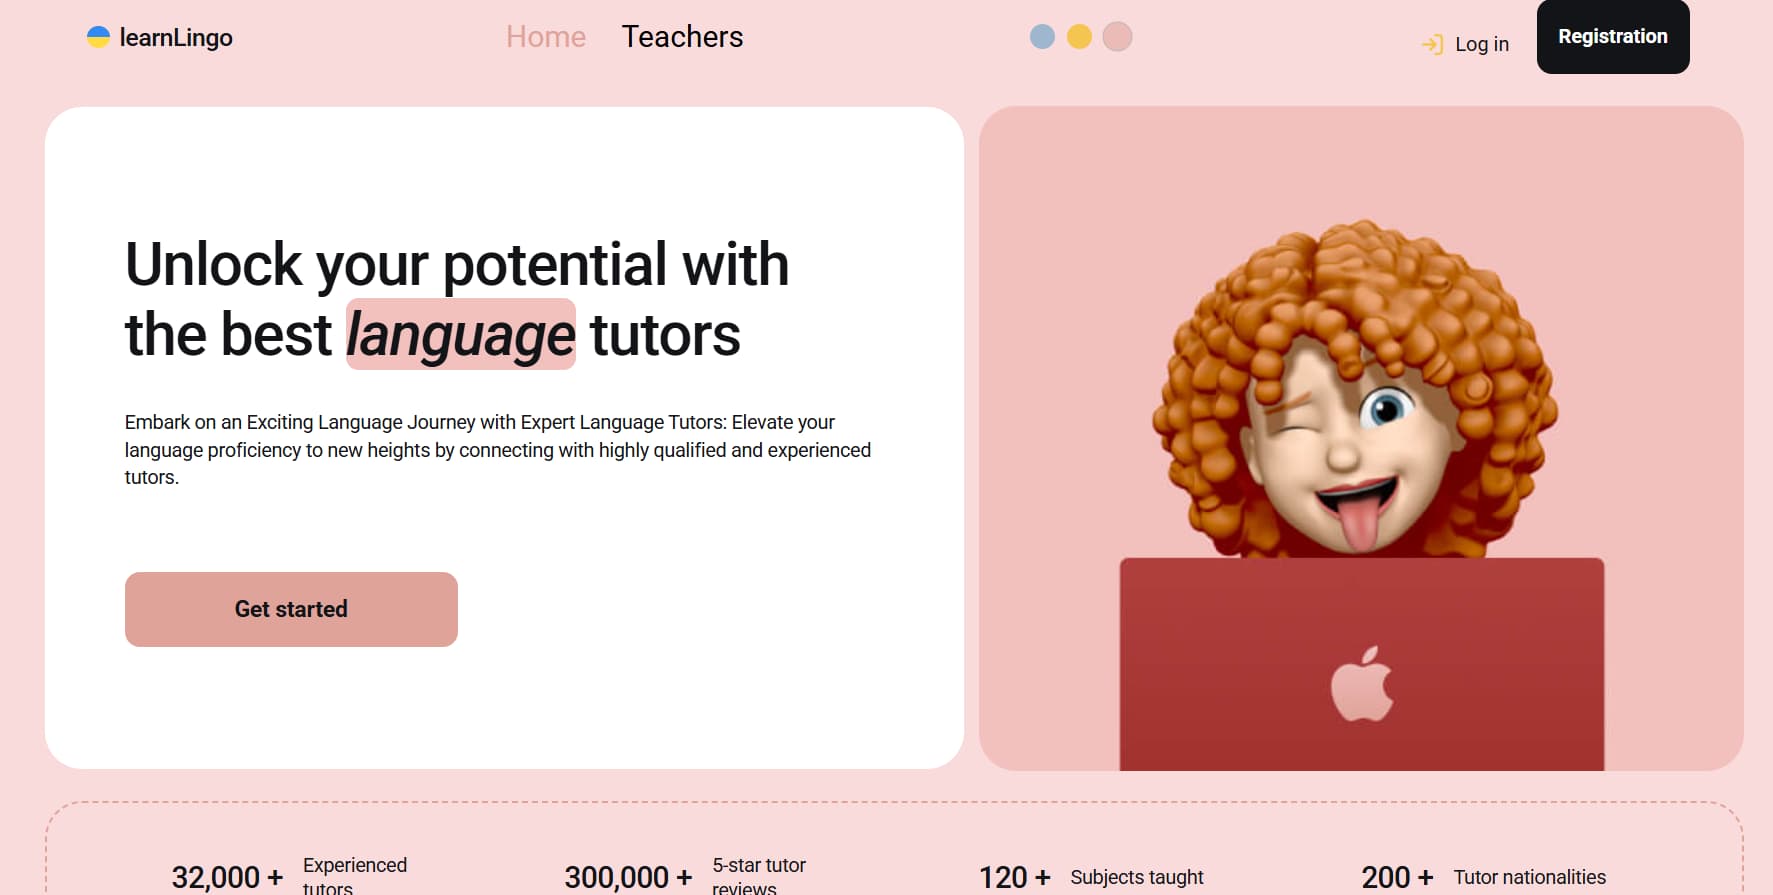 learnLingo
Home
Teachers
Log in
Registration
Unlock your potential with
the best language tutors
Embark on an Exciting Language Journey with Expert Language Tutors: Elevate your
language proficiency to new heights by connecting with highly qualified and experienced
tutors.
Get started
32,000 +
Experienced
tutors
300,000 +
5-star tutor
reviews
120 +
Subjects taught
200 +
Tutor nationalities